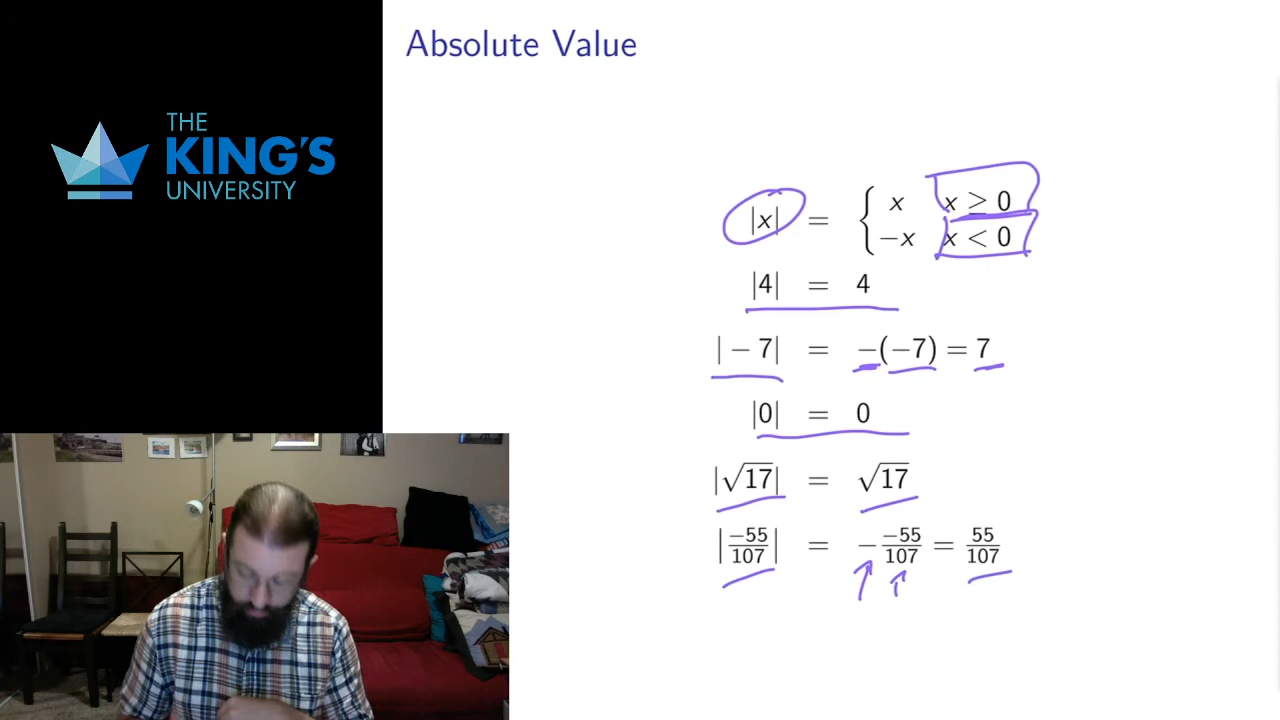 Absolute Value
THE
KING'S
UNIVERSITY
|x| = { x x ≥ 0
−x x < 0
|4| = 4
|−7| = −(−7) = 7
|0| = 0
|√17| = √17
|−55/107| = −−55/107 = 55/107